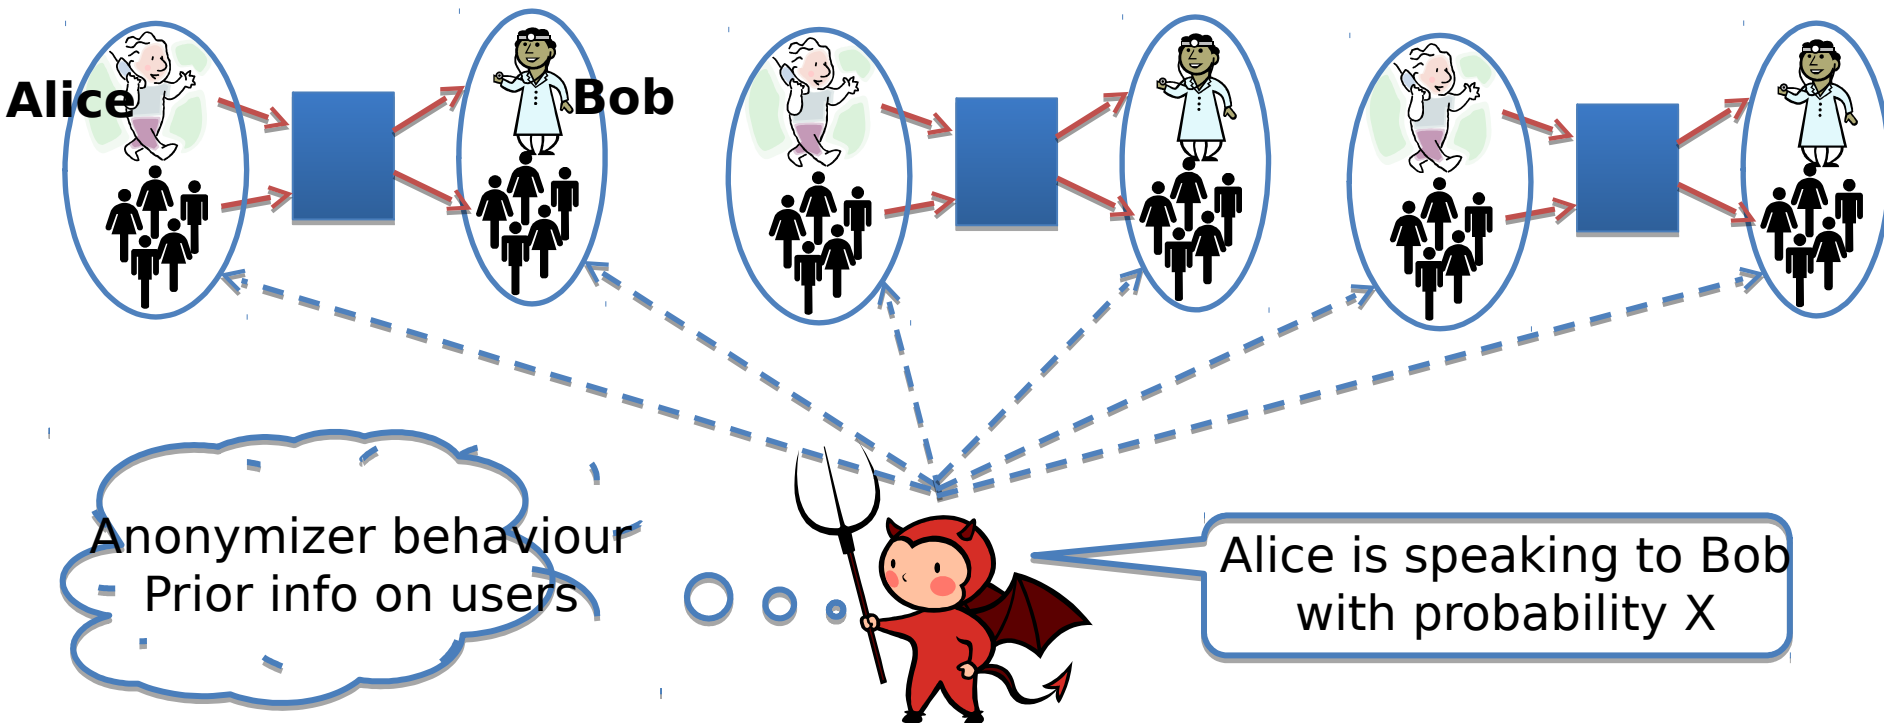 Alice
Bob
Anonymizer behaviour
Prior info on users
Alice is speaking to Bob
with probability X